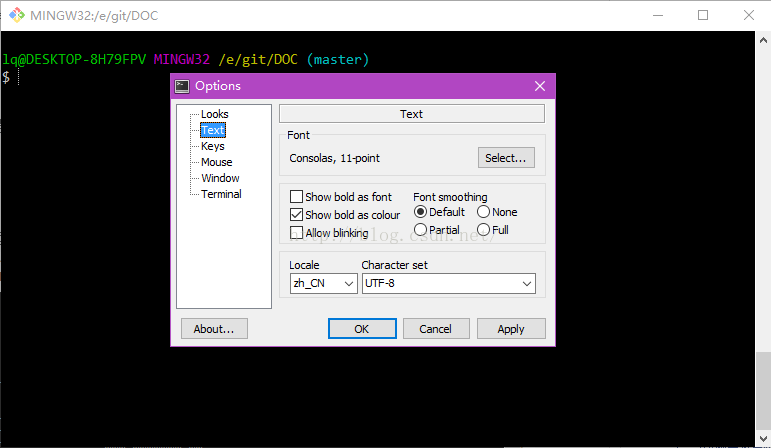 MINGW32:/e/git/DOC
lq@DESKTOP-8H79FPV MINGW32 /e/git/DOC (master)
$
Options
Looks
Text
Keys
Mouse
Window
Terminal
Text
Font
Consolas, 11-point
Select...
Show bold as font
Show bold as colour
Allow blinking
Font smoothing
Default
None
Partial
Full
http://blog.csdn.net/
Locale
Character set
zh_CN
UTF-8
About...
OK
Cancel
Apply